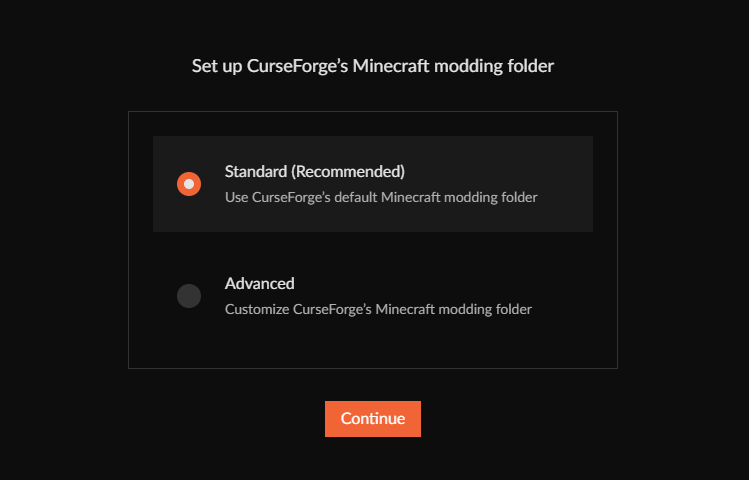 Set up CurseForge’s Minecraft modding folder
Standard (Recommended)
Use CurseForge’s default Minecraft modding folder
Advanced
Customize CurseForge’s Minecraft modding folder
Continue